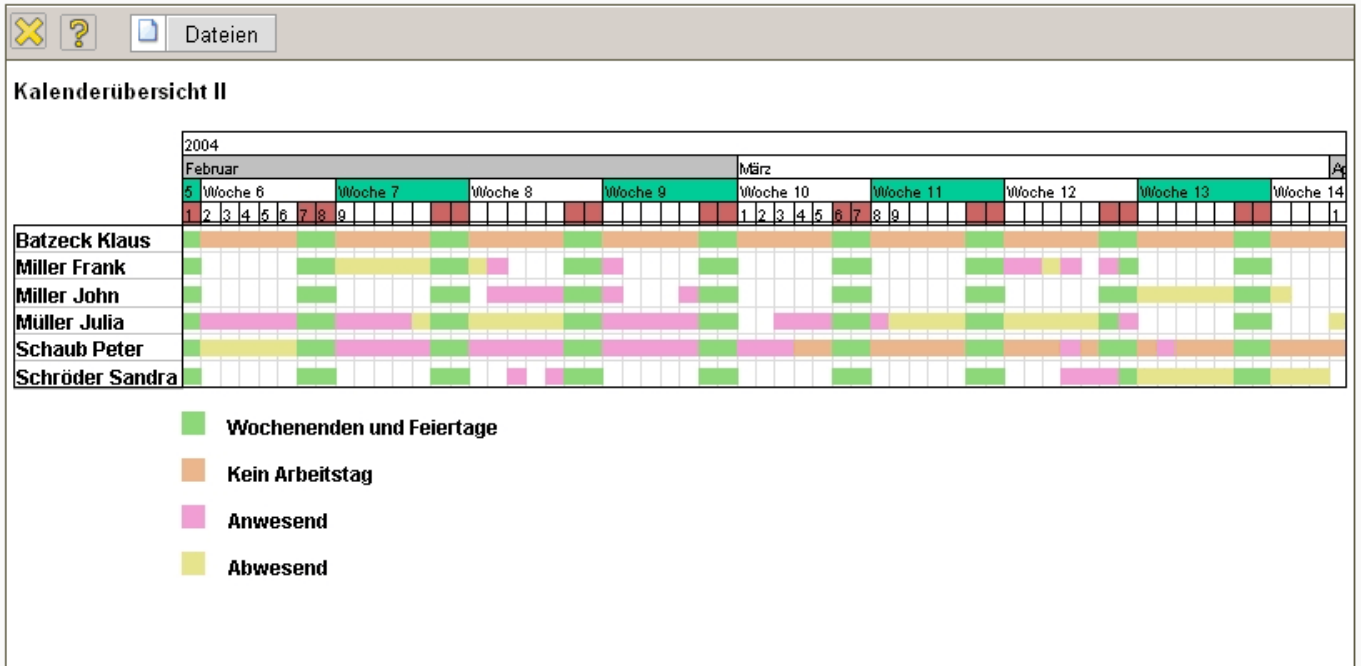 Dateien
Kalenderübersicht II
2004
Februar März Ap
5 Woche 6 Woche 7 Woche 8 Woche 9 Woche 10 Woche 11 Woche 12 Woche 13 Woche 14
1 2 3 4 5 6 7 8 9 1 2 3 4 5 6 7 8 9 1
Batzeck Klaus
Miller Frank
Miller John
Müller Julia
Schaub Peter
Schröder Sandra
Wochenenden und Feiertage
Kein Arbeitstag
Anwesend
Abwesend